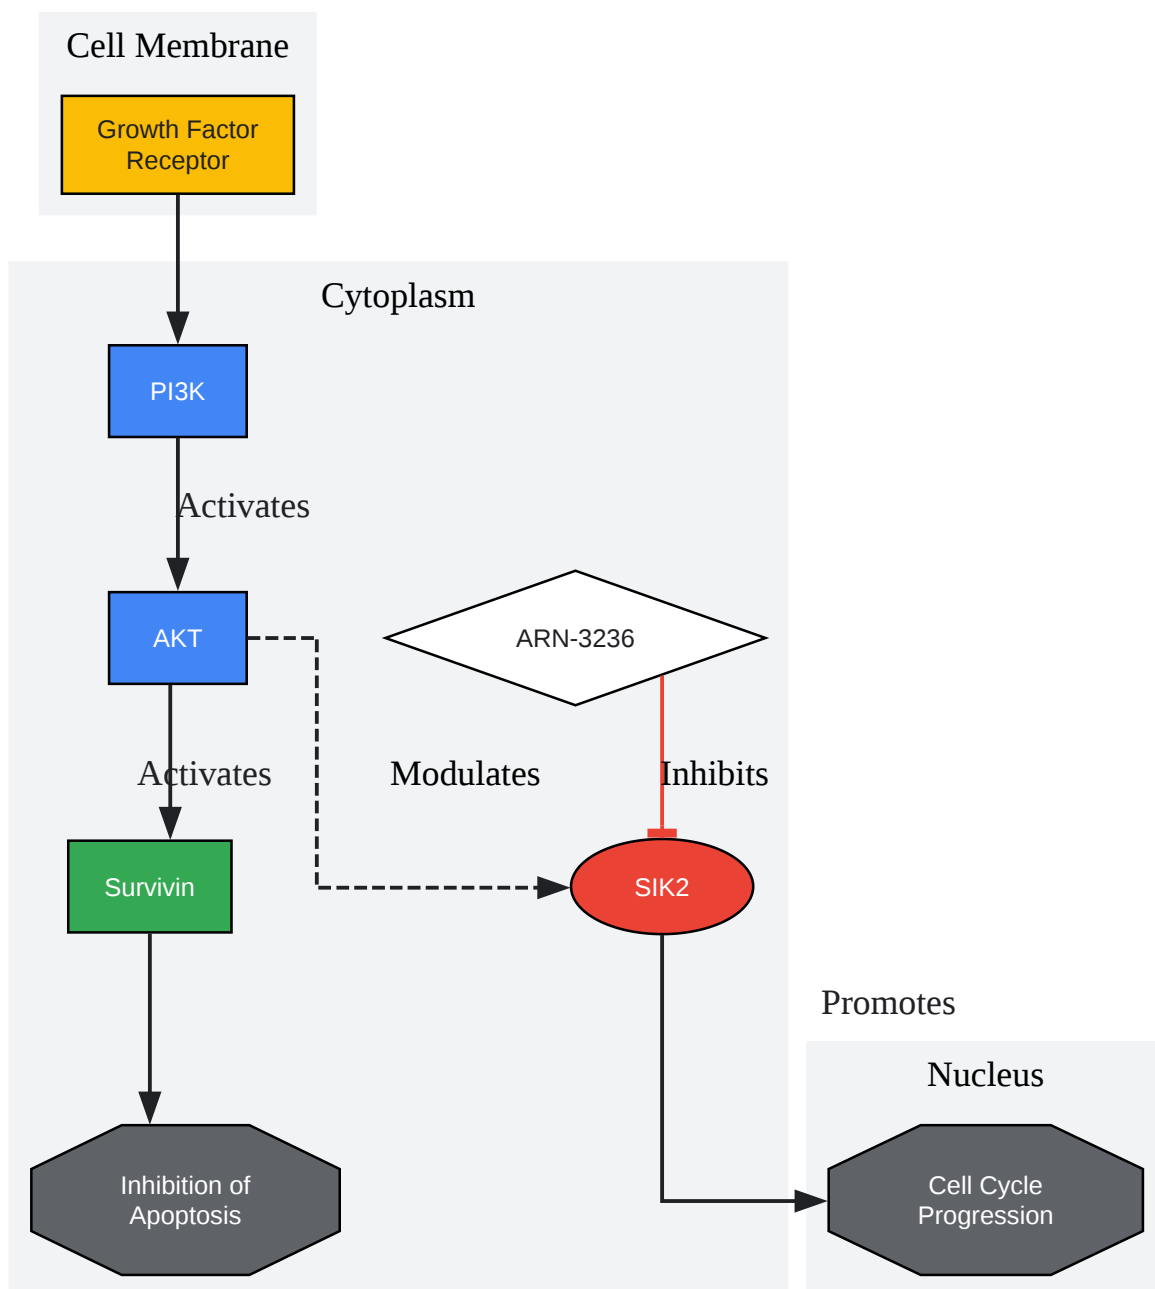 Cell Membrane
Growth Factor
Receptor
Cytoplasm
PI3K
Activates
AKT
ARN-3236
Activates
Modulates
Inhibits
Survivin
SIK2
Promotes
Nucleus
Inhibition of
Apoptosis
Cell Cycle
Progression